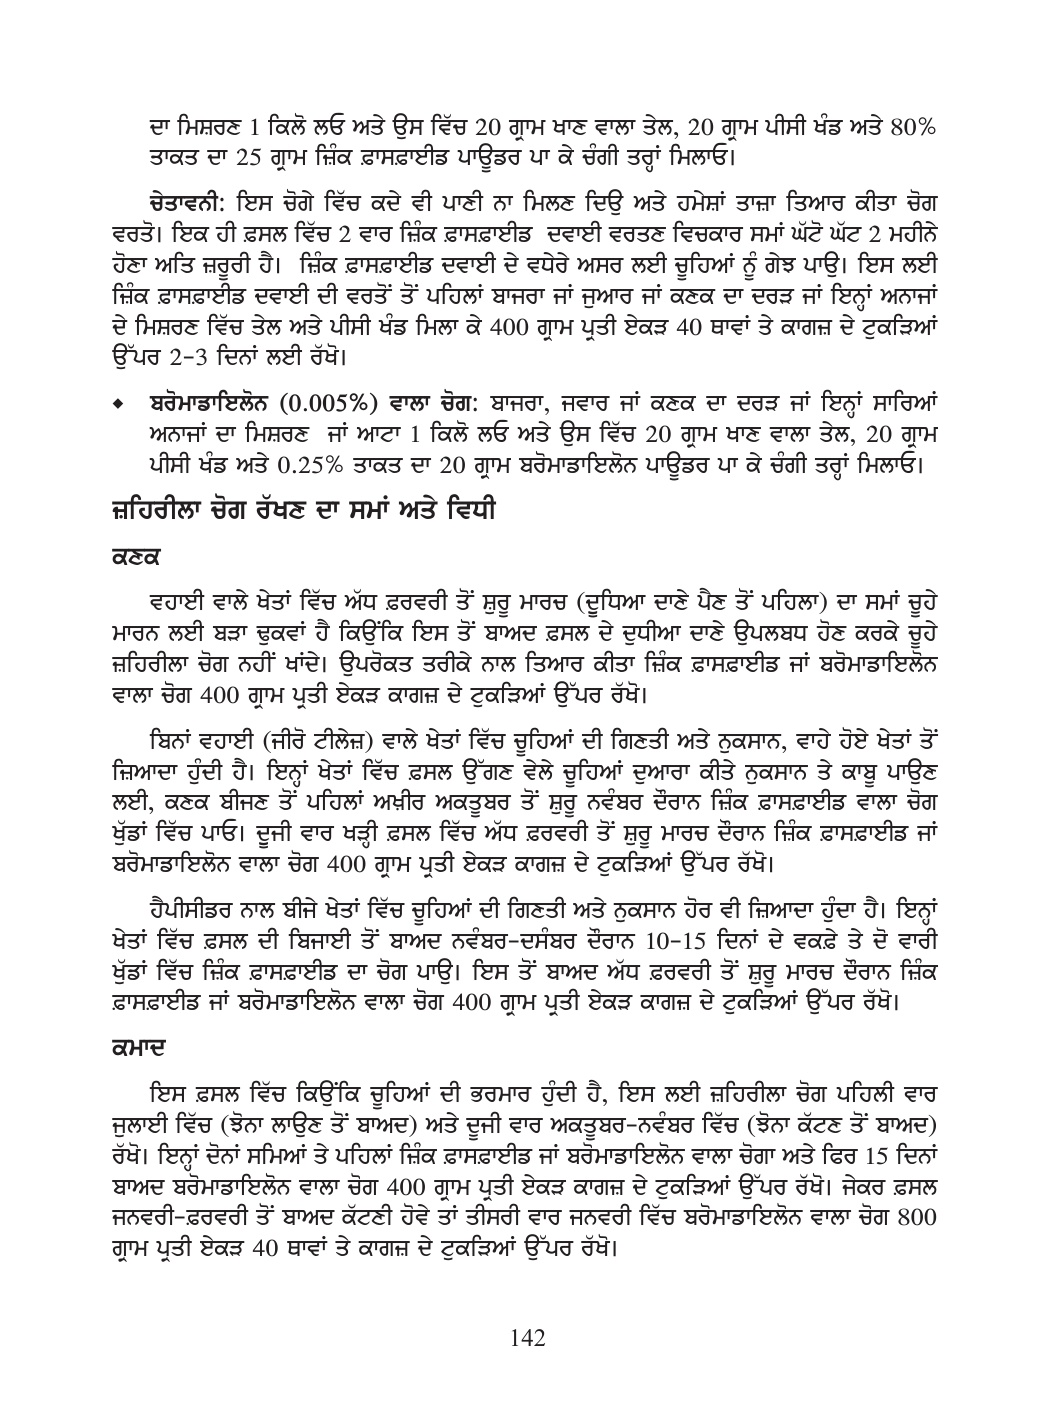 ਦਾ ਮਿਸ਼ਰਣ 1 ਕਿਲੋ ਲਓ ਅਤੇ ਉਸ ਵਿੱਚ 20 ਗ੍ਰਾਮ ਖਾਣ ਵਾਲਾ ਤੇਲ, 20 ਗ੍ਰਾਮ ਪੀਸੀ ਖੰਡ ਅਤੇ 80%
ਤਾਕਤ ਦਾ 25 ਗ੍ਰਾਮ ਜ਼ਿੰਕ ਫ਼ਾਸਫ਼ਾਈਡ ਪਾਊਡਰ ਪਾ ਕੇ ਚੰਗੀ ਤਰ੍ਹਾਂ ਮਿਲਾਓ।
ਚੇਤਾਵਨੀ: ਇਸ ਚੋਗੇ ਵਿੱਚ ਕਦੇ ਵੀ ਪਾਣੀ ਨਾ ਮਿਲਣ ਦਿਉ ਅਤੇ ਹਮੇਸ਼ਾਂ ਤਾਜ਼ਾ ਤਿਆਰ ਕੀਤਾ ਚੋਗ
ਵਰਤੋ। ਇਕ ਹੀ ਫ਼ਸਲ ਵਿੱਚ 2 ਵਾਰ ਜ਼ਿੰਕ ਫ਼ਾਸਫ਼ਾਈਡ ਦਵਾਈ ਵਰਤਣ ਵਿਚਕਾਰ ਸਮਾਂ ਘੱਟੋ ਘੱਟ 2 ਮਹੀਨੇ
ਹੋਣਾ ਅਤਿ ਜ਼ਰੂਰੀ ਹੈ। ਜ਼ਿੰਕ ਫ਼ਾਸਫ਼ਾਈਡ ਦਵਾਈ ਦੇ ਵਧੇਰੇ ਅਸਰ ਲਈ ਚੂਹਿਆਂ ਨੂੰ ਗੇਝ ਪਾਉ। ਇਸ ਲਈ
ਜ਼ਿੰਕ ਫ਼ਾਸਫ਼ਾਈਡ ਦਵਾਈ ਦੀ ਵਰਤੋਂ ਤੋਂ ਪਹਿਲਾਂ ਬਾਜਰਾ ਜਾਂ ਜੁਆਰ ਜਾਂ ਕਣਕ ਦਾ ਦਰੜ ਜਾਂ ਇਨ੍ਹਾਂ ਅਨਾਜਾਂ
ਦੇ ਮਿਸ਼ਰਣ ਵਿੱਚ ਤੇਲ ਅਤੇ ਪੀਸੀ ਖੰਡ ਮਿਲਾ ਕੇ 400 ਗ੍ਰਾਮ ਪ੍ਰਤੀ ਏਕੜ 40 ਥਾਵਾਂ ਤੇ ਕਾਗਜ਼ ਦੇ ਟੁਕੜਿਆਂ
ਉੱਪਰ 2-3 ਦਿਨਾਂ ਲਈ ਰੱਖੋ।
◆ ਬਰੋਮਾਡਾਇਲੋਨ (0.005%) ਵਾਲਾ ਚੋਗ: ਬਾਜਰਾ, ਜਵਾਰ ਜਾਂ ਕਣਕ ਦਾ ਦਰੜ ਜਾਂ ਇਨ੍ਹਾਂ ਸਾਰਿਆਂ
ਅਨਾਜਾਂ ਦਾ ਮਿਸ਼ਰਣ ਜਾਂ ਆਟਾ 1 ਕਿਲੋ ਲਓ ਅਤੇ ਉਸ ਵਿੱਚ 20 ਗ੍ਰਾਮ ਖਾਣ ਵਾਲਾ ਤੇਲ, 20 ਗ੍ਰਾਮ
ਪੀਸੀ ਖੰਡ ਅਤੇ 0.25% ਤਾਕਤ ਦਾ 20 ਗ੍ਰਾਮ ਬਰੋਮਾਡਾਇਲੋਨ ਪਾਊਡਰ ਪਾ ਕੇ ਚੰਗੀ ਤਰ੍ਹਾਂ ਮਿਲਾਓ।
ਜ਼ਹਿਰੀਲਾ ਚੋਗ ਰੱਖਣ ਦਾ ਸਮਾਂ ਅਤੇ ਵਿਧੀ
ਕਣਕ
ਵਹਾਈ ਵਾਲੇ ਖੇਤਾਂ ਵਿੱਚ ਅੱਧ ਫ਼ਰਵਰੀ ਤੋਂ ਸ਼ੁਰੂ ਮਾਰਚ (ਦੂਧਿਆ ਦਾਣੇ ਪੈਣ ਤੋਂ ਪਹਿਲਾ) ਦਾ ਸਮਾਂ ਚੂਹੇ
ਮਾਰਨ ਲਈ ਬੜਾ ਢੁਕਵਾਂ ਹੈ ਕਿਉਂਕਿ ਇਸ ਤੋਂ ਬਾਅਦ ਫ਼ਸਲ ਦੇ ਦੁਧੀਆ ਦਾਣੇ ਉਪਲਬਧ ਹੋਣ ਕਰਕੇ ਚੂਹੇ
ਜ਼ਹਿਰੀਲਾ ਚੋਗ ਨਹੀਂ ਖਾਂਦੇ। ਉਪਰੋਕਤ ਤਰੀਕੇ ਨਾਲ ਤਿਆਰ ਕੀਤਾ ਜ਼ਿੰਕ ਫ਼ਾਸਫ਼ਾਈਡ ਜਾਂ ਬਰੋਮਾਡਾਇਲੋਨ
ਵਾਲਾ ਚੋਗ 400 ਗ੍ਰਾਮ ਪ੍ਰਤੀ ਏਕੜ ਕਾਗਜ਼ ਦੇ ਟੁਕੜਿਆਂ ਉੱਪਰ ਰੱਖੋ।
ਬਿਨਾਂ ਵਹਾਈ (ਜੀਰੋ ਟੀਲੇਜ਼) ਵਾਲੇ ਖੇਤਾਂ ਵਿੱਚ ਚੂਹਿਆਂ ਦੀ ਗਿਣਤੀ ਅਤੇ ਨੁਕਸਾਨ, ਵਾਹੇ ਹੋਏ ਖੇਤਾਂ ਤੋਂ
ਜ਼ਿਆਦਾ ਹੁੰਦੀ ਹੈ। ਇਨ੍ਹਾਂ ਖੇਤਾਂ ਵਿੱਚ ਫ਼ਸਲ ਉੱਗਣ ਵੇਲੇ ਚੂਹਿਆਂ ਦੁਆਰਾ ਕੀਤੇ ਨੁਕਸਾਨ ਤੇ ਕਾਬੂ ਪਾਉਣ
ਲਈ, ਕਣਕ ਬੀਜਣ ਤੋਂ ਪਹਿਲਾਂ ਅਖ਼ੀਰ ਅਕਤੂਬਰ ਤੋਂ ਸ਼ੁਰੂ ਨਵੰਬਰ ਦੌਰਾਨ ਜ਼ਿੰਕ ਫ਼ਾਸਫ਼ਾਈਡ ਵਾਲਾ ਚੋਗ
ਖੁੱਡਾਂ ਵਿੱਚ ਪਾਓ। ਦੂਜੀ ਵਾਰ ਖੜ੍ਹੀ ਫ਼ਸਲ ਵਿੱਚ ਅੱਧ ਫ਼ਰਵਰੀ ਤੋਂ ਸ਼ੁਰੂ ਮਾਰਚ ਦੌਰਾਨ ਜ਼ਿੰਕ ਫ਼ਾਸਫ਼ਾਈਡ ਜਾਂ
ਬਰੋਮਾਡਾਇਲੋਨ ਵਾਲਾ ਚੋਗ 400 ਗ੍ਰਾਮ ਪ੍ਰਤੀ ਏਕੜ ਕਾਗਜ਼ ਦੇ ਟੁਕੜਿਆਂ ਉੱਪਰ ਰੱਖੋ।
ਹੈਪੀਸੀਡਰ ਨਾਲ ਬੀਜੇ ਖੇਤਾਂ ਵਿੱਚ ਚੂਹਿਆਂ ਦੀ ਗਿਣਤੀ ਅਤੇ ਨੁਕਸਾਨ ਹੋਰ ਵੀ ਜ਼ਿਆਦਾ ਹੁੰਦਾ ਹੈ। ਇਨ੍ਹਾਂ
ਖੇਤਾਂ ਵਿੱਚ ਫ਼ਸਲ ਦੀ ਬਿਜਾਈ ਤੋਂ ਬਾਅਦ ਨਵੰਬਰ-ਦਸੰਬਰ ਦੌਰਾਨ 10-15 ਦਿਨਾਂ ਦੇ ਵਕਫ਼ੇ ਤੇ ਦੋ ਵਾਰੀ
ਖੁੱਡਾਂ ਵਿੱਚ ਜ਼ਿੰਕ ਫ਼ਾਸਫ਼ਾਈਡ ਦਾ ਚੋਗ ਪਾਉ। ਇਸ ਤੋਂ ਬਾਅਦ ਅੱਧ ਫ਼ਰਵਰੀ ਤੋਂ ਸ਼ੁਰੂ ਮਾਰਚ ਦੌਰਾਨ ਜ਼ਿੰਕ
ਫ਼ਾਸਫ਼ਾਈਡ ਜਾਂ ਬਰੋਮਾਡਾਇਲੋਨ ਵਾਲਾ ਚੋਗ 400 ਗ੍ਰਾਮ ਪ੍ਰਤੀ ਏਕੜ ਕਾਗਜ਼ ਦੇ ਟੁਕੜਿਆਂ ਉੱਪਰ ਰੱਖੋ।
ਕਮਾਦ
ਇਸ ਫ਼ਸਲ ਵਿੱਚ ਕਿਉਂਕਿ ਚੂਹਿਆਂ ਦੀ ਭਰਮਾਰ ਹੁੰਦੀ ਹੈ, ਇਸ ਲਈ ਜ਼ਹਿਰੀਲਾ ਚੋਗ ਪਹਿਲੀ ਵਾਰ
ਜੁਲਾਈ ਵਿੱਚ (ਝੋਨਾ ਲਾਉਣ ਤੋਂ ਬਾਅਦ) ਅਤੇ ਦੂਜੀ ਵਾਰ ਅਕਤੂਬਰ-ਨਵੰਬਰ ਵਿੱਚ (ਝੋਨਾ ਕੱਟਣ ਤੋਂ ਬਾਅਦ)
ਰੱਖੋ। ਇਨ੍ਹਾਂ ਦੋਨਾਂ ਸਮਿਆਂ ਤੇ ਪਹਿਲਾਂ ਜ਼ਿੰਕ ਫ਼ਾਸਫ਼ਾਈਡ ਜਾਂ ਬਰੋਮਾਡਾਇਲੋਨ ਵਾਲਾ ਚੋਗਾ ਅਤੇ ਫਿਰ 15 ਦਿਨਾਂ
ਬਾਅਦ ਬਰੋਮਾਡਾਇਲੋਨ ਵਾਲਾ ਚੋਗ 400 ਗ੍ਰਾਮ ਪ੍ਰਤੀ ਏਕੜ ਕਾਗਜ਼ ਦੇ ਟੁਕੜਿਆਂ ਉੱਪਰ ਰੱਖੋ। ਜੇਕਰ ਫ਼ਸਲ
ਜਨਵਰੀ-ਫ਼ਰਵਰੀ ਤੋਂ ਬਾਅਦ ਕੱਟਣੀ ਹੋਵੇ ਤਾਂ ਤੀਸਰੀ ਵਾਰ ਜਨਵਰੀ ਵਿੱਚ ਬਰੋਮਾਡਾਇਲੋਨ ਵਾਲਾ ਚੋਗ 800
ਗ੍ਰਾਮ ਪ੍ਰਤੀ ਏਕੜ 40 ਥਾਵਾਂ ਤੇ ਕਾਗਜ਼ ਦੇ ਟੁਕੜਿਆਂ ਉੱਪਰ ਰੱਖੋ।
142